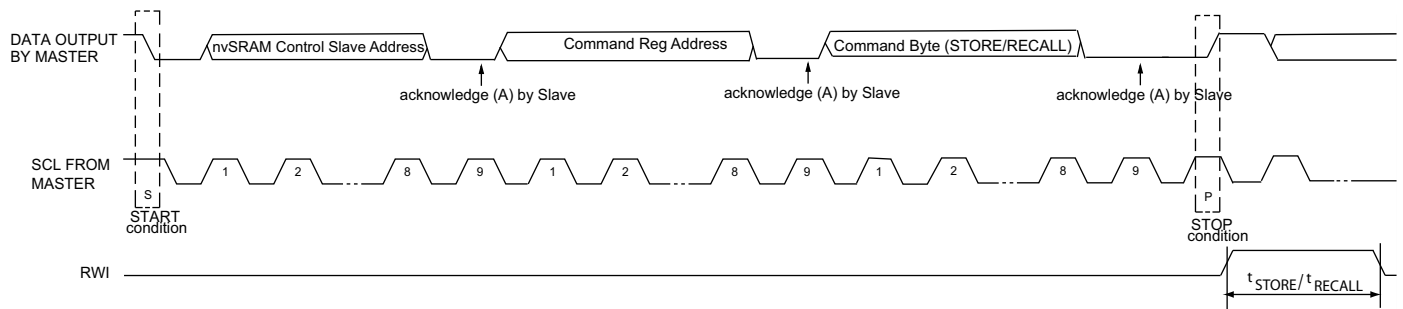 DATA OUTPUT
BY MASTER
nvSRAM Control Slave Address
Command Reg Address
Command Byte (STORE/RECALL)
acknowledge (A) by Slave
acknowledge (A) by Slave
acknowledge (A) by Slave
SCL FROM
MASTER
1 2 8 9 1 2 8 9 1 2 8 9
S
P
START
condition
STOP
condition
RWI
tSTORE/tRECALL